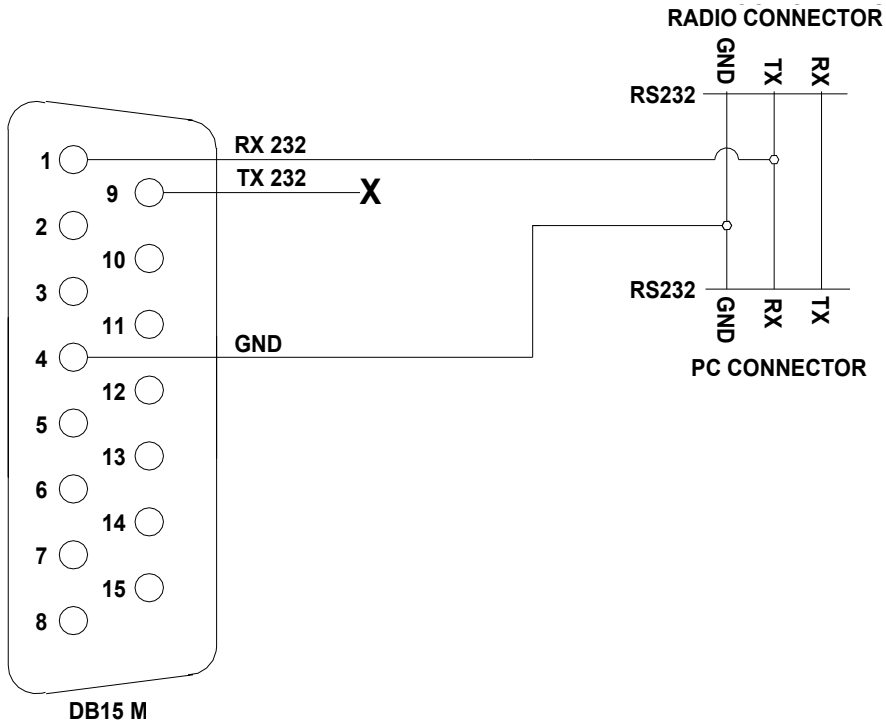 RADIO CONNECTOR
GND TX RX
RS232
1 RX 232
9 TX 232 X
2
10
3
RS232
GND RX TX
11
4 GND
PC CONNECTOR
12
5
13
6
14
7
15
8
DB15 M